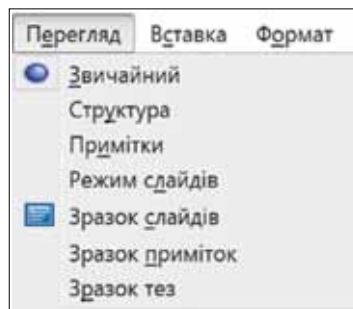 Перегляд Вставка Формат
Звичайний
Структура
Примітки
Режим слайдів
Зразок слайдів
Зразок приміток
Зразок тез